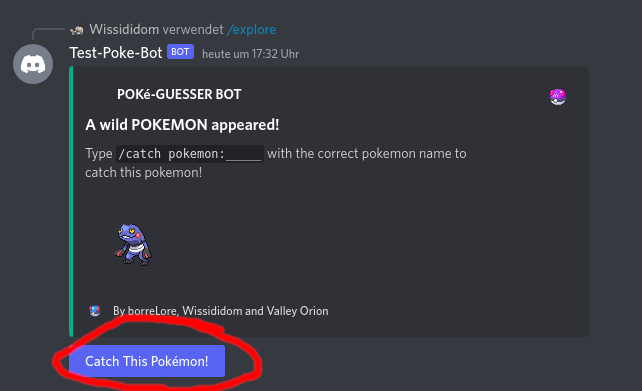 Wissididom verwendet /explore
Test-Poke-Bot BOT heute um 17:32 Uhr
POKé-GUESSER BOT
A wild POKEMON appeared!
Type /catch pokemon:_____ with the correct pokemon name to
catch this pokemon!
By borreLore, Wissididom and Valley Orion
Catch This Pokémon!